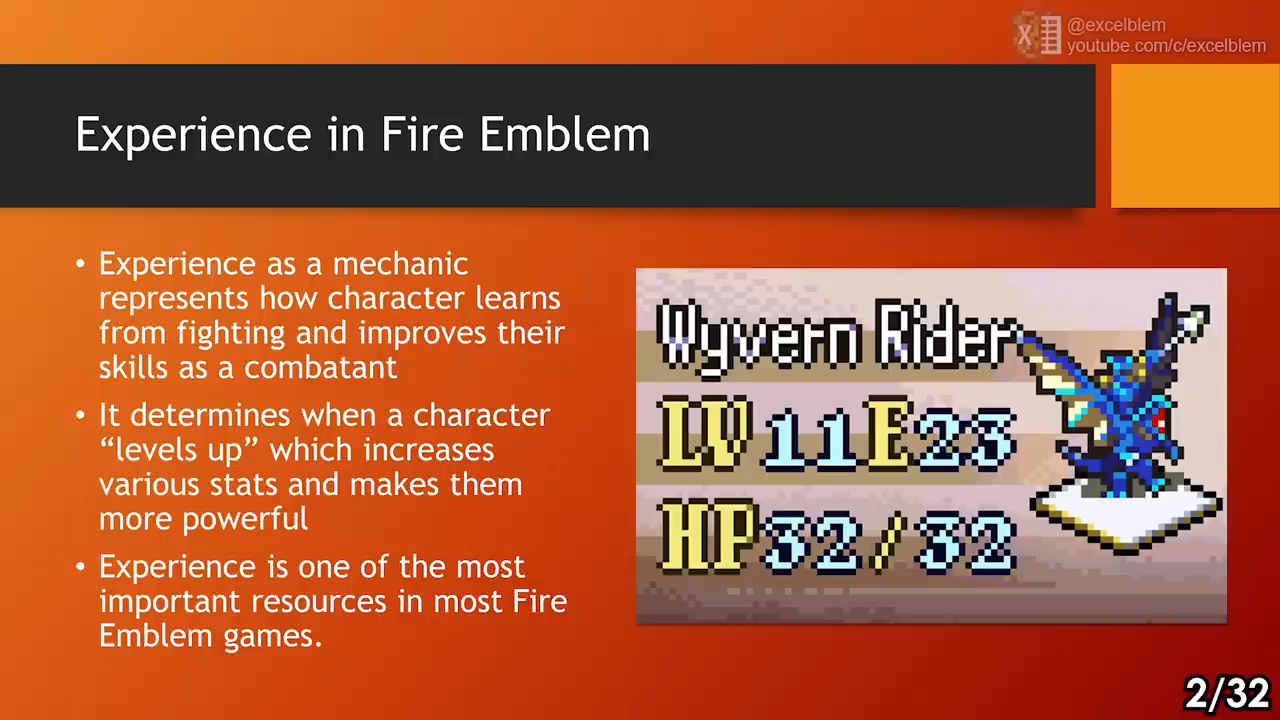 @excelblem
youtube.com/c/excelblem
Experience in Fire Emblem
• Experience as a mechanic
represents how character learns
from fighting and improves their
skills as a combatant
• It determines when a character
“levels up” which increases
various stats and makes them
more powerful
• Experience is one of the most
important resources in most Fire
Emblem games.
Wyvern Rider
LV 11 E 23
HP 32/32
2/32